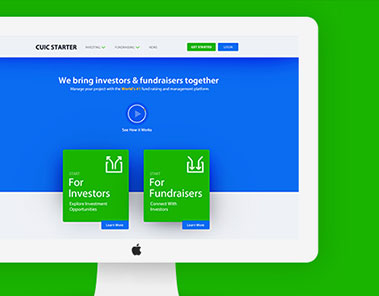 CUIC STARTER
INVESTING
FUNDRAISING
NEWS
GET STARTED
LOGIN
We bring investors & fundraisers together
Manage your project with the World's #1 fund raising and management platform.
See How it Works
START
For
Investors
Explore Investment
Opportunities
Learn More
START
For
Fundraisers
Connect With
Investors
Learn More